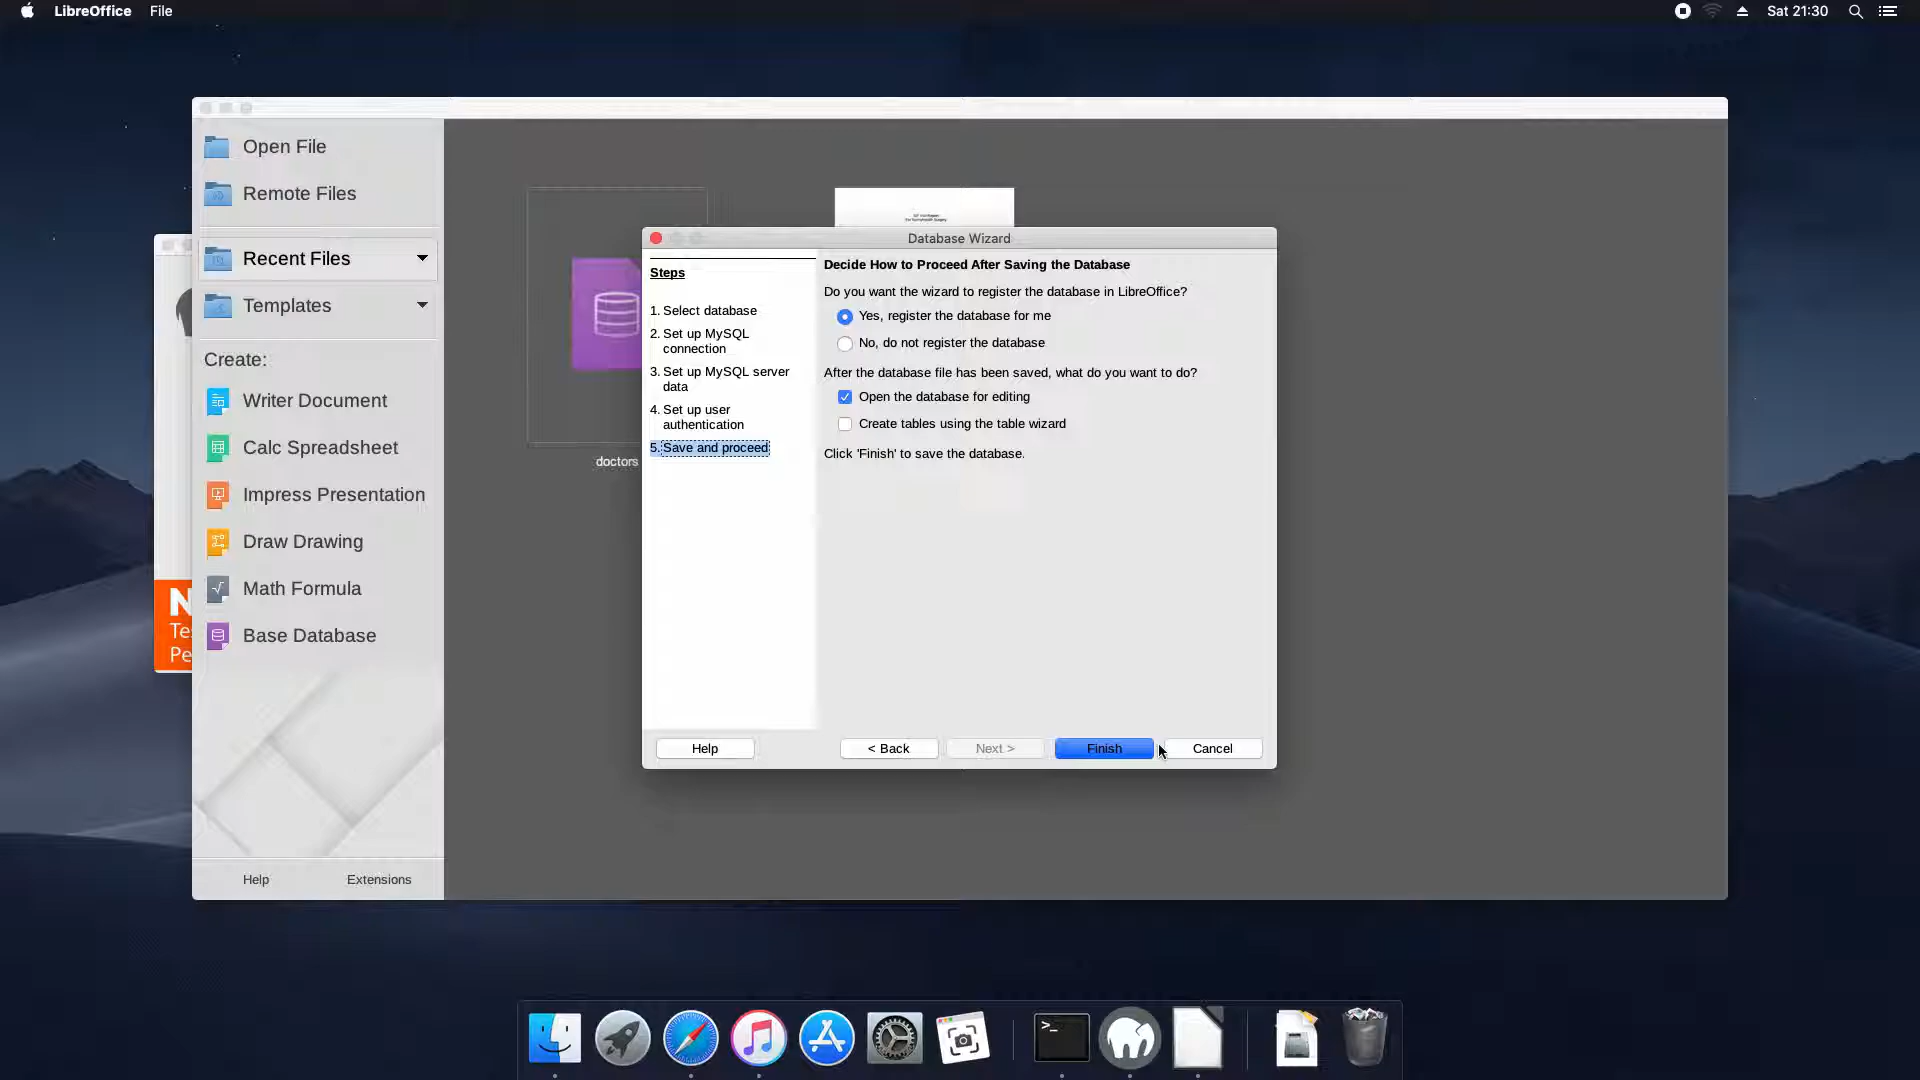 LibreOffice File
Sat 21:30
Open File
Remote Files
Recent Files
Templates
Create:
Writer Document
Calc Spreadsheet
Impress Presentation
Draw Drawing
Math Formula
Base Database
Help Extensions
N
Te
Pe
doctors
Database Wizard
Steps
1. Select database
2. Set up MySQL
connection
3. Set up MySQL server
data
4. Set up user
authentication
5. Save and proceed
Decide How to Proceed After Saving the Database
Do you want the wizard to register the database in LibreOffice?
Yes, register the database for me
No, do not register the database
After the database file has been saved, what do you want to do?
Open the database for editing
Create tables using the table wizard
Click 'Finish' to save the database.
Help
< Back
Next >
Finish
Cancel
>_